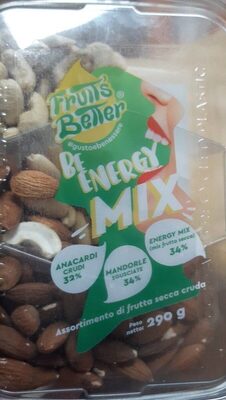 Fruits'
Better®
#gustoebenessere
BE
ENERGY
MIX
ANACARDI
CRUDI
32%
MANDORLE
SGUSCIATE
34%
ENERGY MIX
(mix frutta secca)
34%
Assortimento di frutta secca cruda
Peso
netto: 290 g